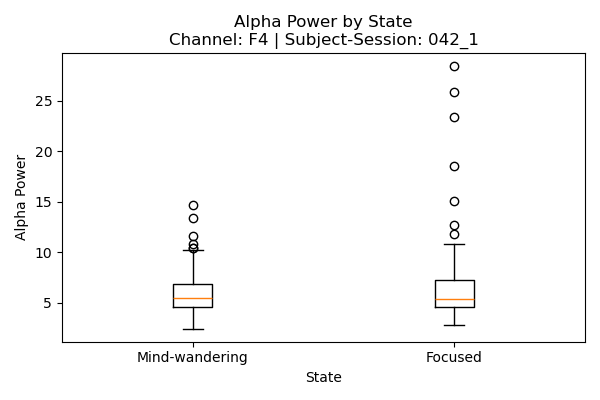 Alpha Power by State
Channel: F4 | Subject-Session: 042_1
Alpha Power
25
20
15
10
5
Mind-wandering
Focused
State